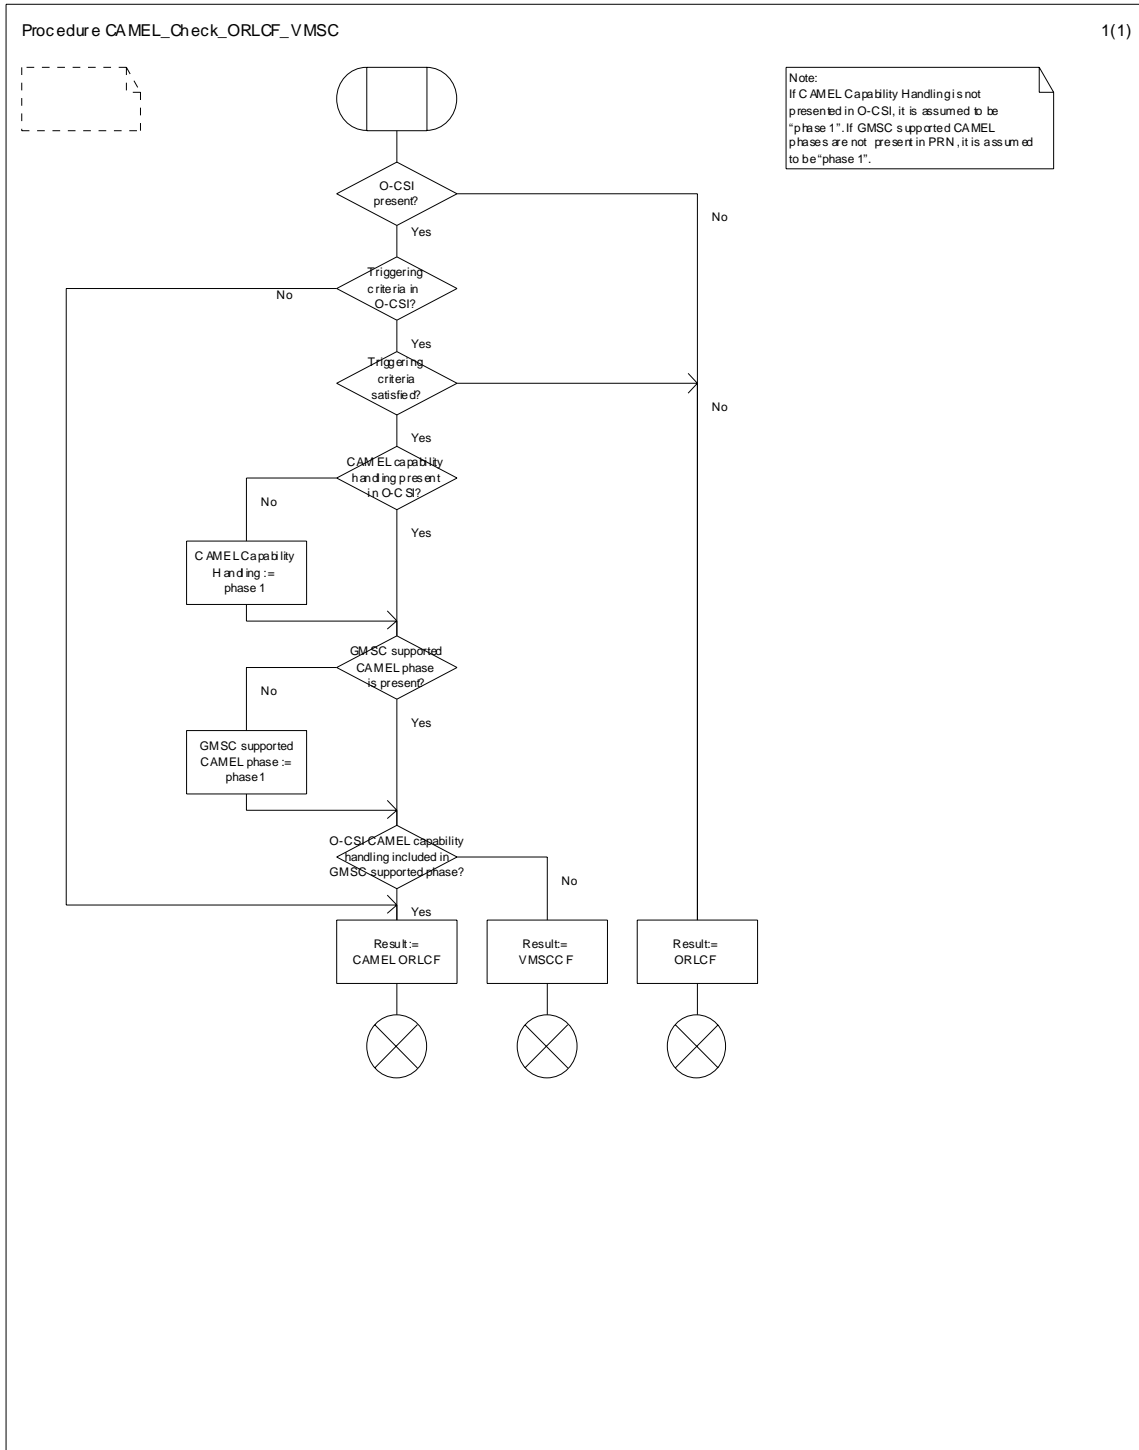 Procedure CAMEL_Check_ORLCF_VMSC
1(1)
Note:
If CAMEL Capability Handling is not
presented in O-CSI, it is assumed to be
“phase 1”. If GMSC supported CAMEL
phases are not present in PRN, it is assumed
to be “phase 1”.
O-CSI
present?
No
Yes
Triggering
criteria in
O-CSI?
No
Yes
Triggering
criteria
satisfied?
No
Yes
CAMEL capability
handling present
in O-CSI?
No
Yes
CAMEL Capability
Handling :=
phase 1
GMSC supported
CAMEL phase
is present?
No
Yes
GMSC supported
CAMEL phase :=
phase1
O-CSI CAMEL capability
handling included in
GMSC supported phase?
No
Yes
Result:=
CAMEL ORLCF
Result:=
VMSCCF
Result:=
ORLCF